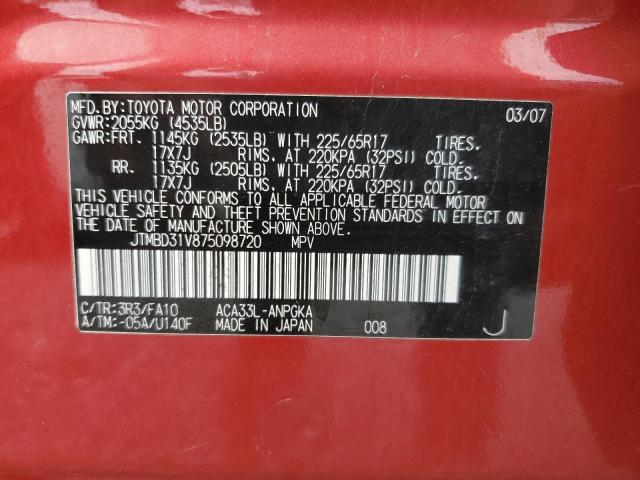 MFD.BY:TOYOTA MOTOR CORPORATION 03/07
GVWR:2055KG (4535LB)
GAWR:FRT. 1145KG (2535LB) WITH 225/65R17 TIRES.
17X7J RIMS, AT 220KPA (32PSI) COLD.
RR. 1135KG (2505LB) WITH 225/65R17 TIRES.
17X7J RIMS, AT 220KPA (32PSI) COLD.
THIS VEHICLE CONFORMS TO ALL APPLICABLE FEDERAL MOTOR
VEHICLE SAFETY AND THEFT PREVENTION STANDARDS IN EFFECT ON
THE DATE OF MANUFACTURE SHOWN ABOVE.
JTMBD31V875098720 MPV
C/TR:3R3/FA10 ACA33L-ANPGKA
A/TM:-05A/U140F MADE IN JAPAN 008 J